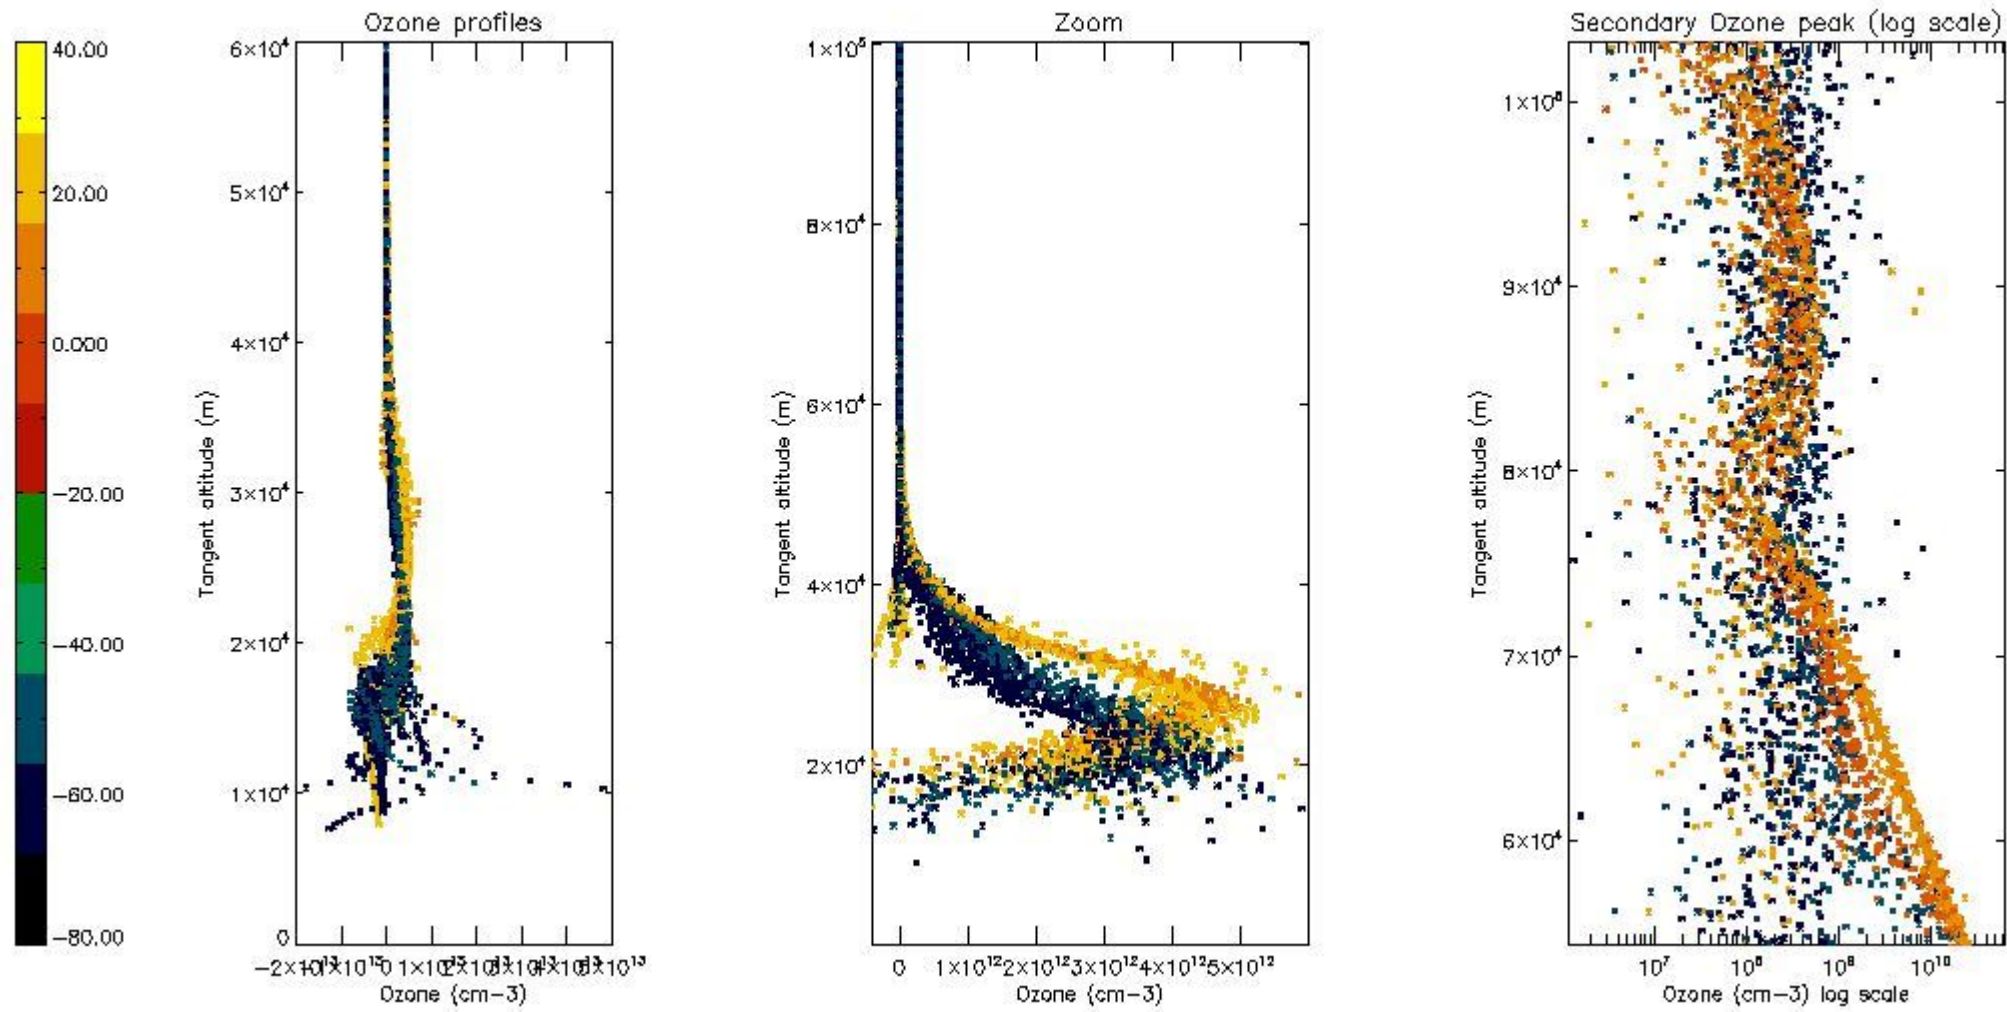 Ozone profiles
Zoom
Secondary Ozone peak (log scale)
40.00
20.00
0.000
−20.00
−40.00
−60.00
−80.00
6×10⁴
5×10⁴
4×10⁴
3×10⁴
2×10⁴
1×10⁴
0
Tangent altitude (m)
0 1×10¹³
Ozone (cm−3)
1×10⁵
8×10⁴
6×10⁴
4×10⁴
2×10⁴
Tangent altitude (m)
0 1×10¹² 2×10¹² 3×10¹² 4×10¹² 5×10¹²
Ozone (cm−3)
1×10⁵
9×10⁴
8×10⁴
7×10⁴
6×10⁴
Tangent altitude (m)
10⁷ 10⁸ 10⁹ 10¹⁰
Ozone (cm−3) log scale